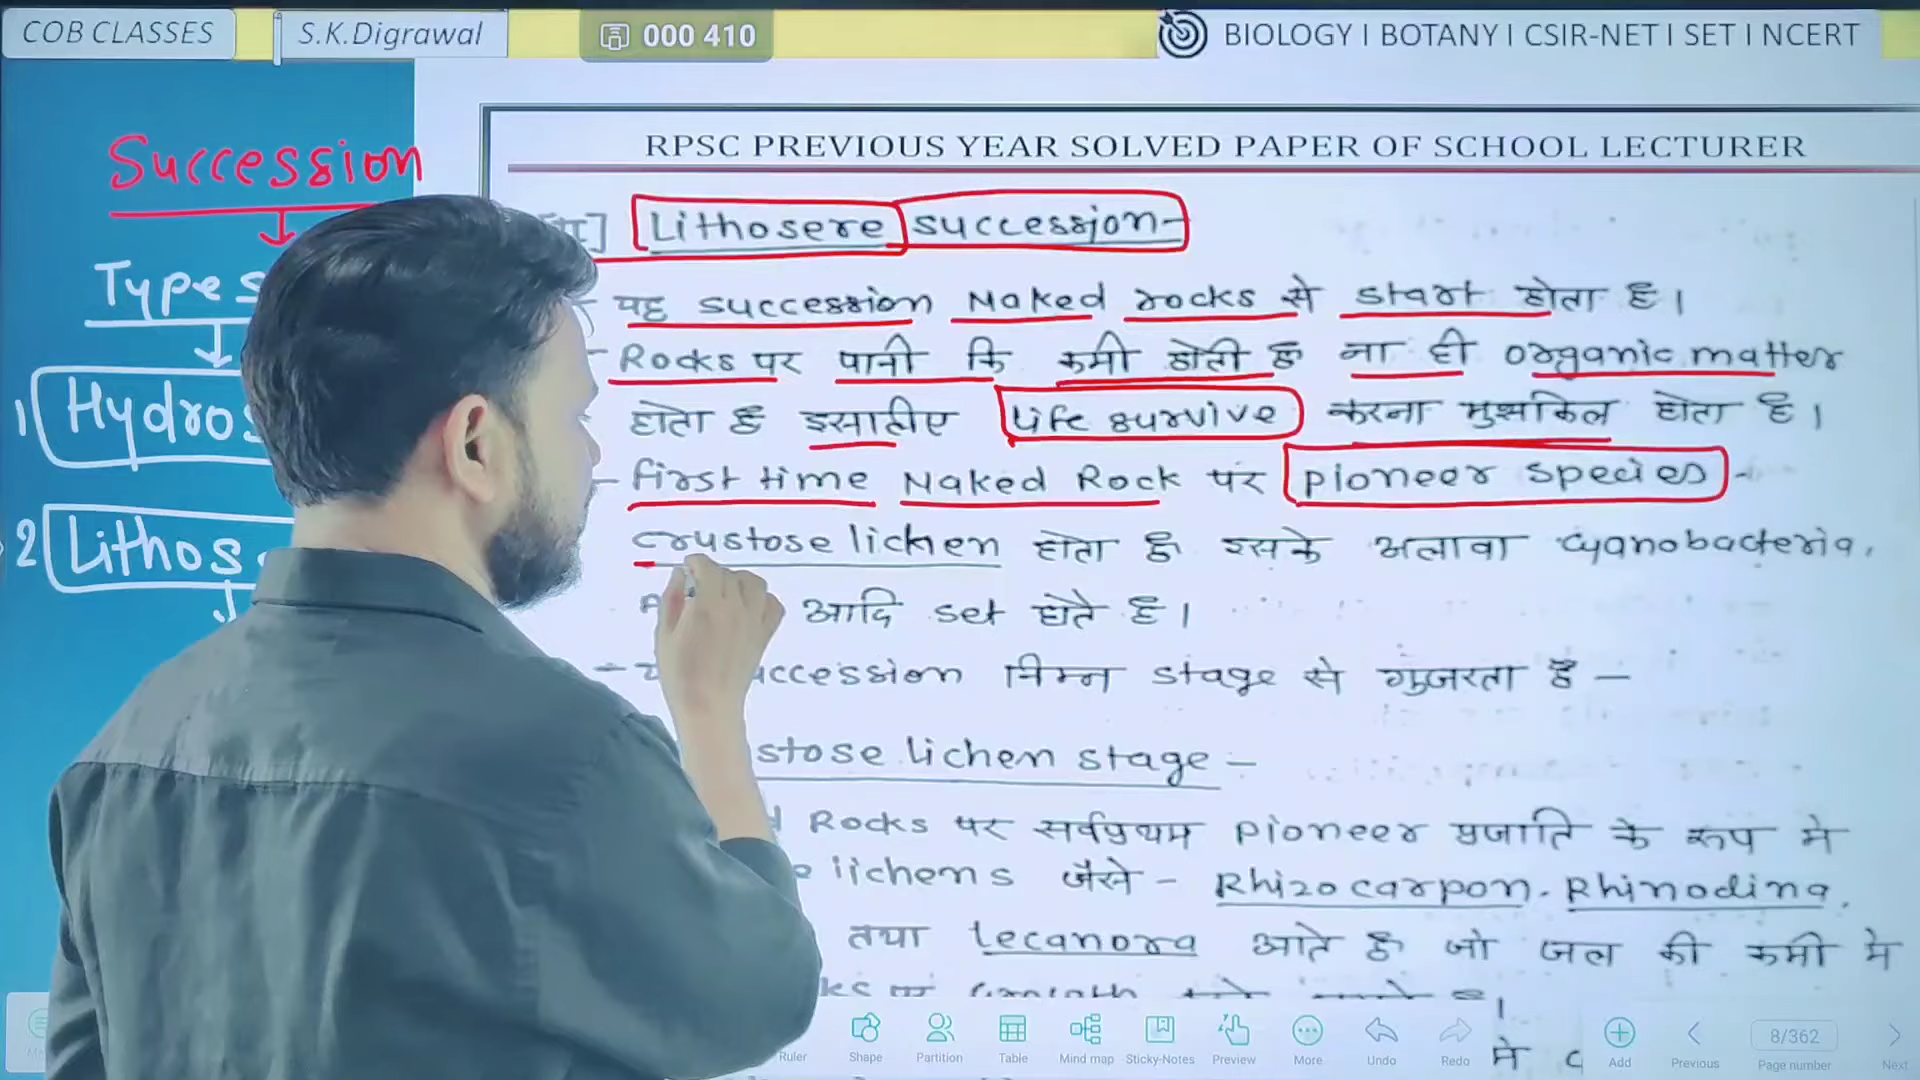 COB CLASSES
S.K.Digrawal
000 410
BIOLOGY | BOTANY | CSIR-NET | SET | NCERT
Succession
Types
1 Hydros
2 Lithos
RPSC PREVIOUS YEAR SOLVED PAPER OF SCHOOL LECTURER
Lithosere succession-
- यह succession Naked rocks से start होता है।
- Rocks पर पानी कि कमी होती है ना ही organic matter
होता है इसलीए life survive करना मुश्किल होता है।
- first time Naked Rock पर pioneer species -
crustose lichen होता है इसके अलावा cyanobacteria,
आदि set होते है।
ccession निम्न stage से गुजरता है -
stose lichen stage -
Rocks पर सर्वप्रथम pioneer प्रजाति के रूप मे
lichens जैसे - Rhizocarpon. Rhinodina,
तथा lecanora आते है जो जल की कमी मे
मे
Ruler
Shape
Partition
Table
Mind map
Sticky-Notes
Preview
More
Undo
Redo
Add
Previous
8/362
Page number
Next